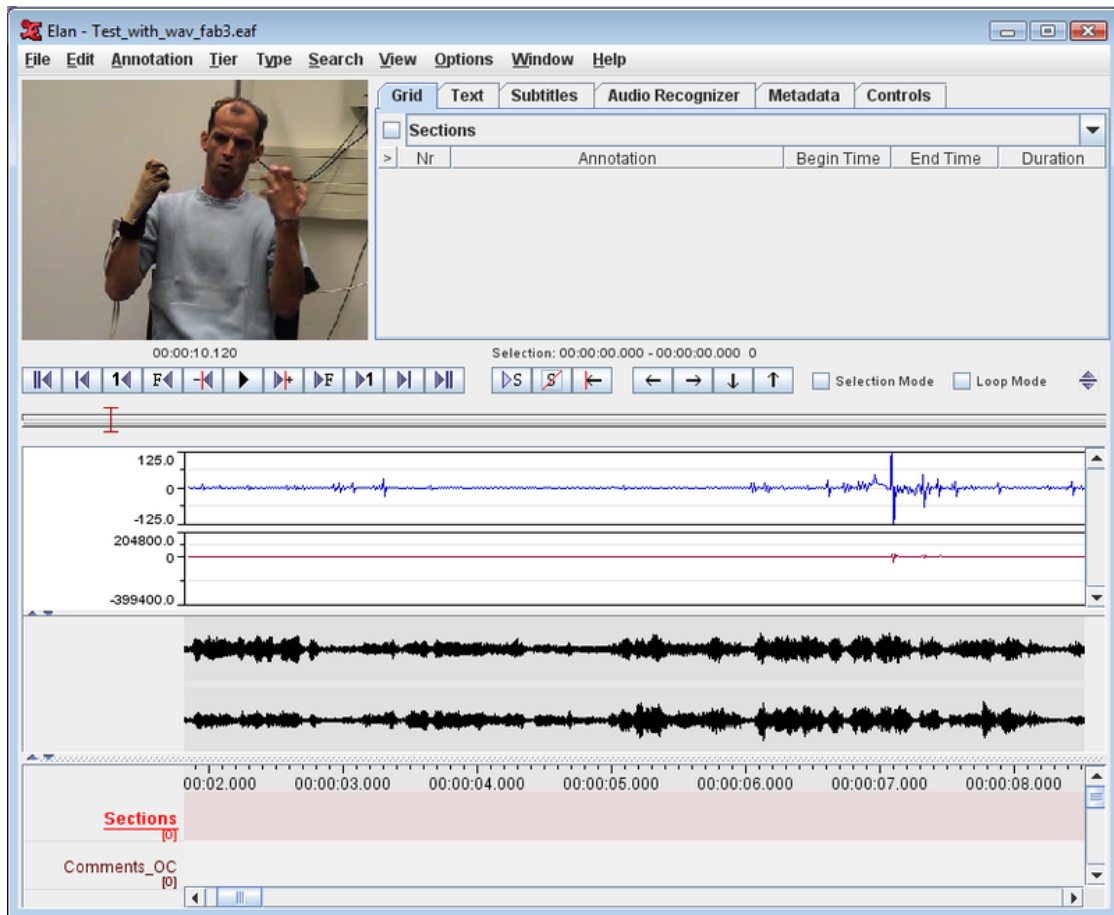 Elan - Test_with_wav_fab3.eaf
File Edit Annotation Tier Type Search View Options Window Help
Grid Text Subtitles Audio Recognizer Metadata Controls
Sections
> Nr Annotation Begin Time End Time Duration
00:00:10.120 Selection: 00:00:00.000 - 00:00:00.000 0
1 F - + F 1 S S Selection Mode Loop Mode
125.0
0
-125.0
204800.0
0
-399400.0
00:02.000 00:00:03.000 00:00:04.000 00:00:05.000 00:00:06.000 00:00:07.000 00:00:08.000
Sections
[0]
Comments_OC
[0]